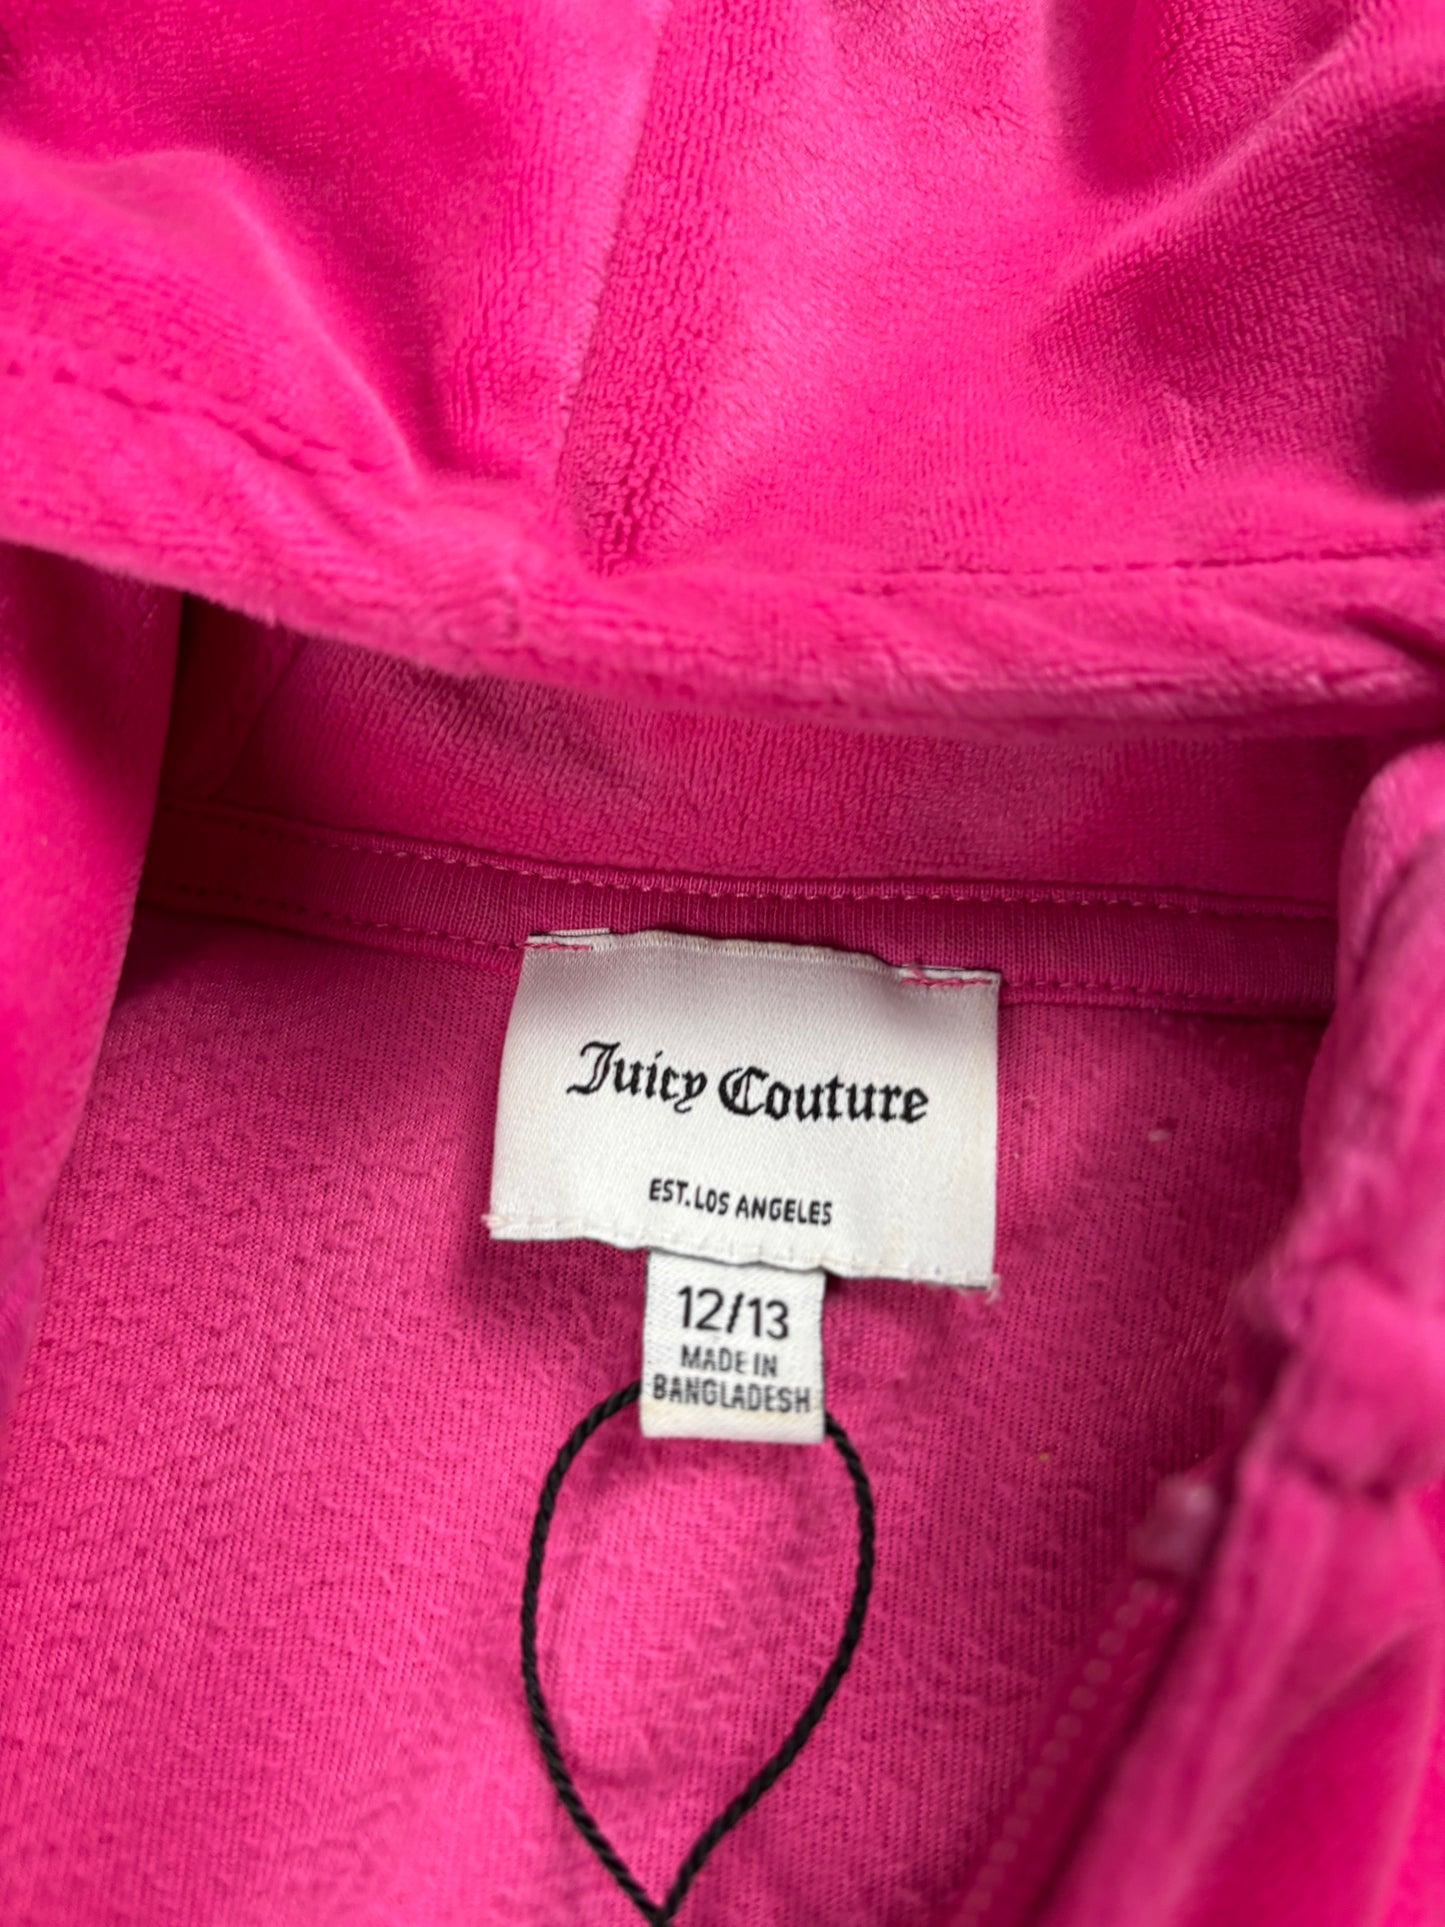 Juicy Couture
EST. LOS ANGELES
12/13
MADE IN
BANGLADESH